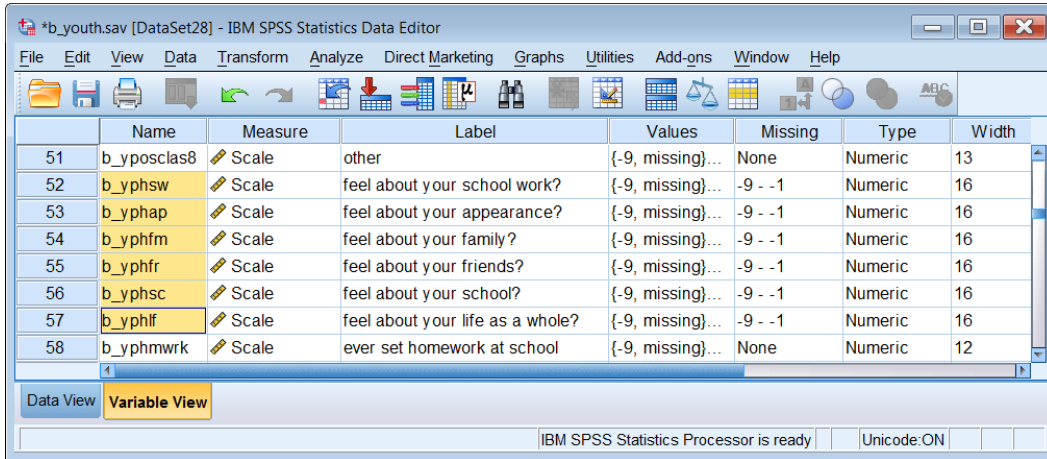 *b_youth.sav [DataSet28] - IBM SPSS Statistics Data Editor
File Edit View Data Transform Analyze Direct Marketing Graphs Utilities Add-ons Window Help
Name Measure Label Values Missing Type Width
51 b_yposclas8 Scale other {-9, missing}... None Numeric 13
52 b_yphsw Scale feel about your school work? {-9, missing}... -9 - -1 Numeric 16
53 b_yphap Scale feel about your appearance? {-9, missing}... -9 - -1 Numeric 16
54 b_yphfm Scale feel about your family? {-9, missing}... -9 - -1 Numeric 16
55 b_yphfr Scale feel about your friends? {-9, missing}... -9 - -1 Numeric 16
56 b_yphsc Scale feel about your school? {-9, missing}... -9 - -1 Numeric 16
57 b_yphlf Scale feel about your life as a whole? {-9, missing}... -9 - -1 Numeric 16
58 b_yphmwrk Scale ever set homework at school {-9, missing}... None Numeric 12
Data View Variable View
IBM SPSS Statistics Processor is ready Unicode:ON